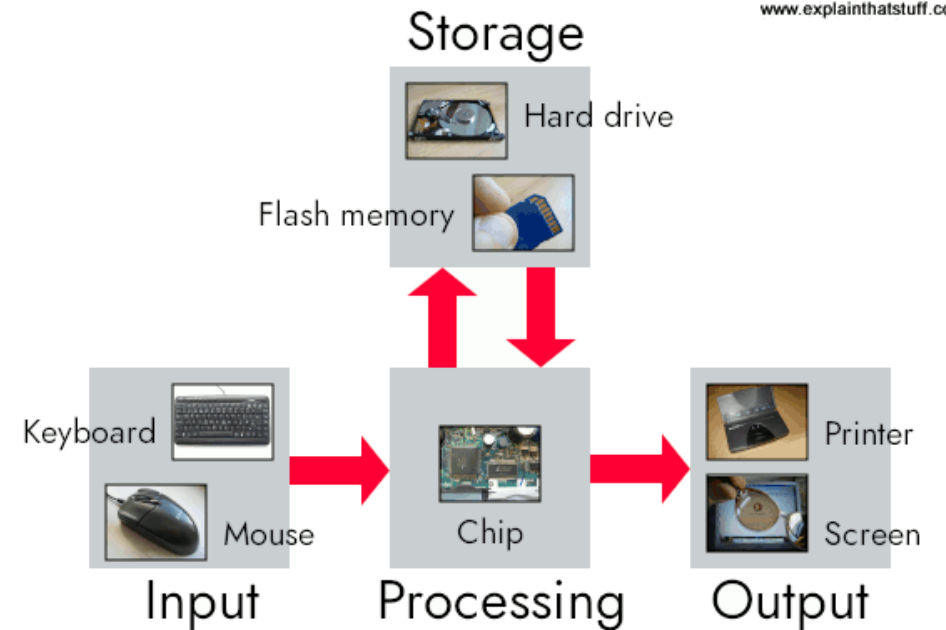 www.explainthatstuff.co
Storage
Hard drive
Flash memory
Keyboard
Mouse
Chip
Printer
Screen
Input
Processing
Output